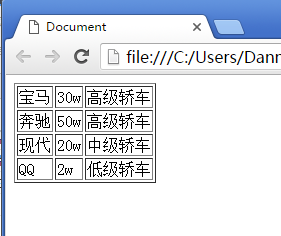 Document
file:///C:/Users/Dann
宝马 30w 高级轿车
奔驰 50w 高级轿车
现代 20w 中级轿车
QQ 2w 低级轿车